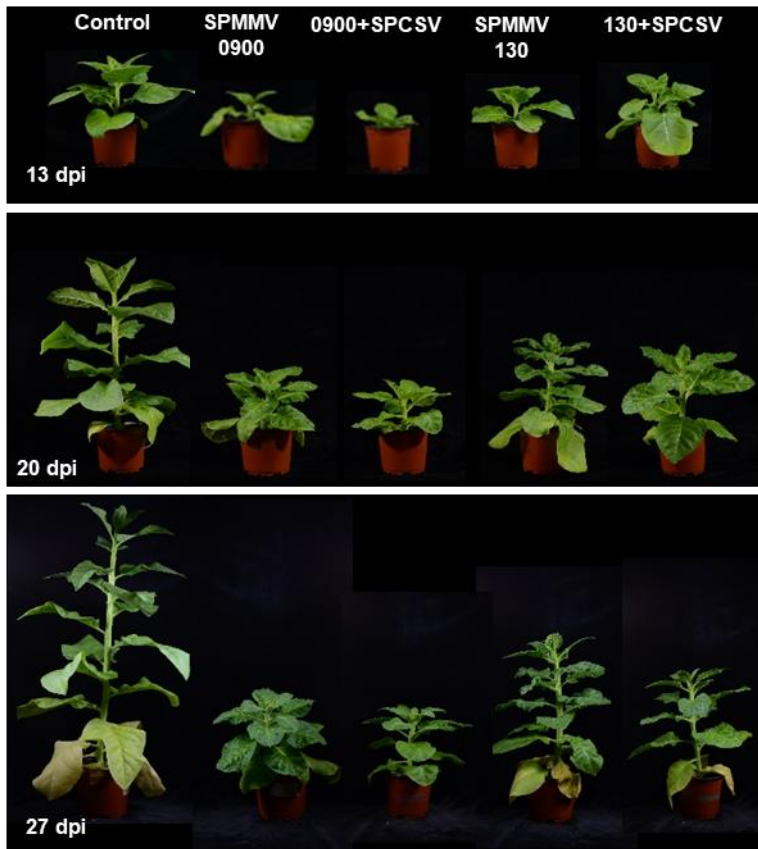 Control
SPMMV
0900
0900+SPCSV
SPMMV
130
130+SPCSV
13 dpi
20 dpi
27 dpi